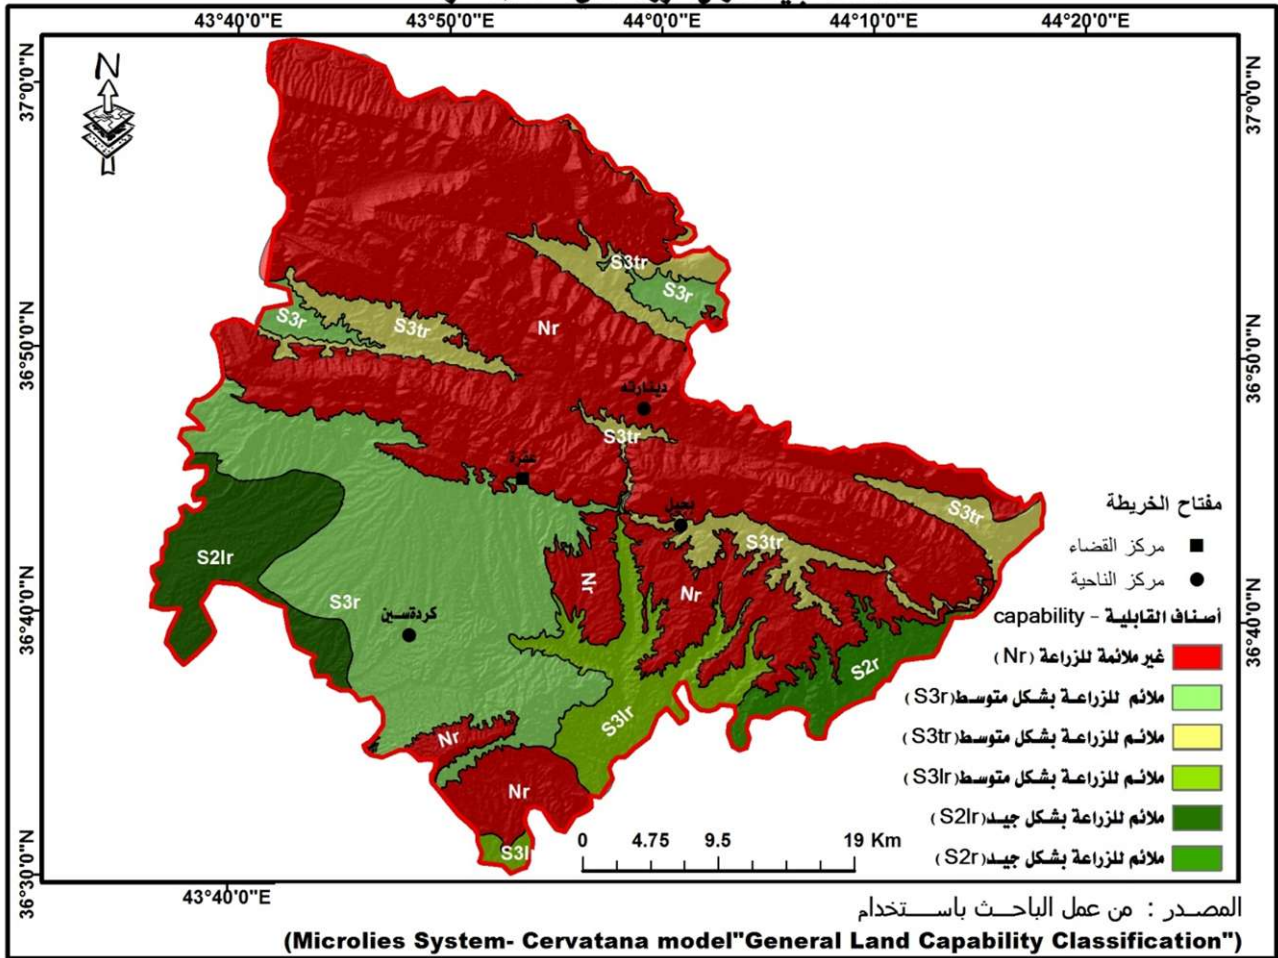 43°40'0"E
43°50'0"E
44°00'0"E
44°10'0"E
44°20'0"E
37°0'0"N
37°0'0"N
N
S3tr
S3r
S3r
S3tr
Nr
36°50'0"N
36°50'0"N
دينارته
S3tr
عقرة
S3tr
بجيل
S3tr
S2lr
S3r
Nr
Nr
كردةسين
36°40'0"N
36°40'0"N
S2r
S3lr
Nr
Nr
S3l
مفتاح الخريطة
مركز القضاء
مركز الناحية
أصناف القابلية - capability
غير ملائمة للزراعة (Nr)
ملائم للزراعة بشكل متوسط (S3r)
ملائم للزراعة بشكل متوسط (S3tr)
ملائم للزراعة بشكل متوسط (S3lr)
ملائم للزراعة بشكل جيد (S2lr)
ملائم للزراعة بشكل جيد (S2r)
0 4.75 9.5 19 Km
36°30'0"N
43°40'0"E
المصدر : من عمل الباحث باستخدام
(Microlies System- Cervatana model"General Land Capability Classification")